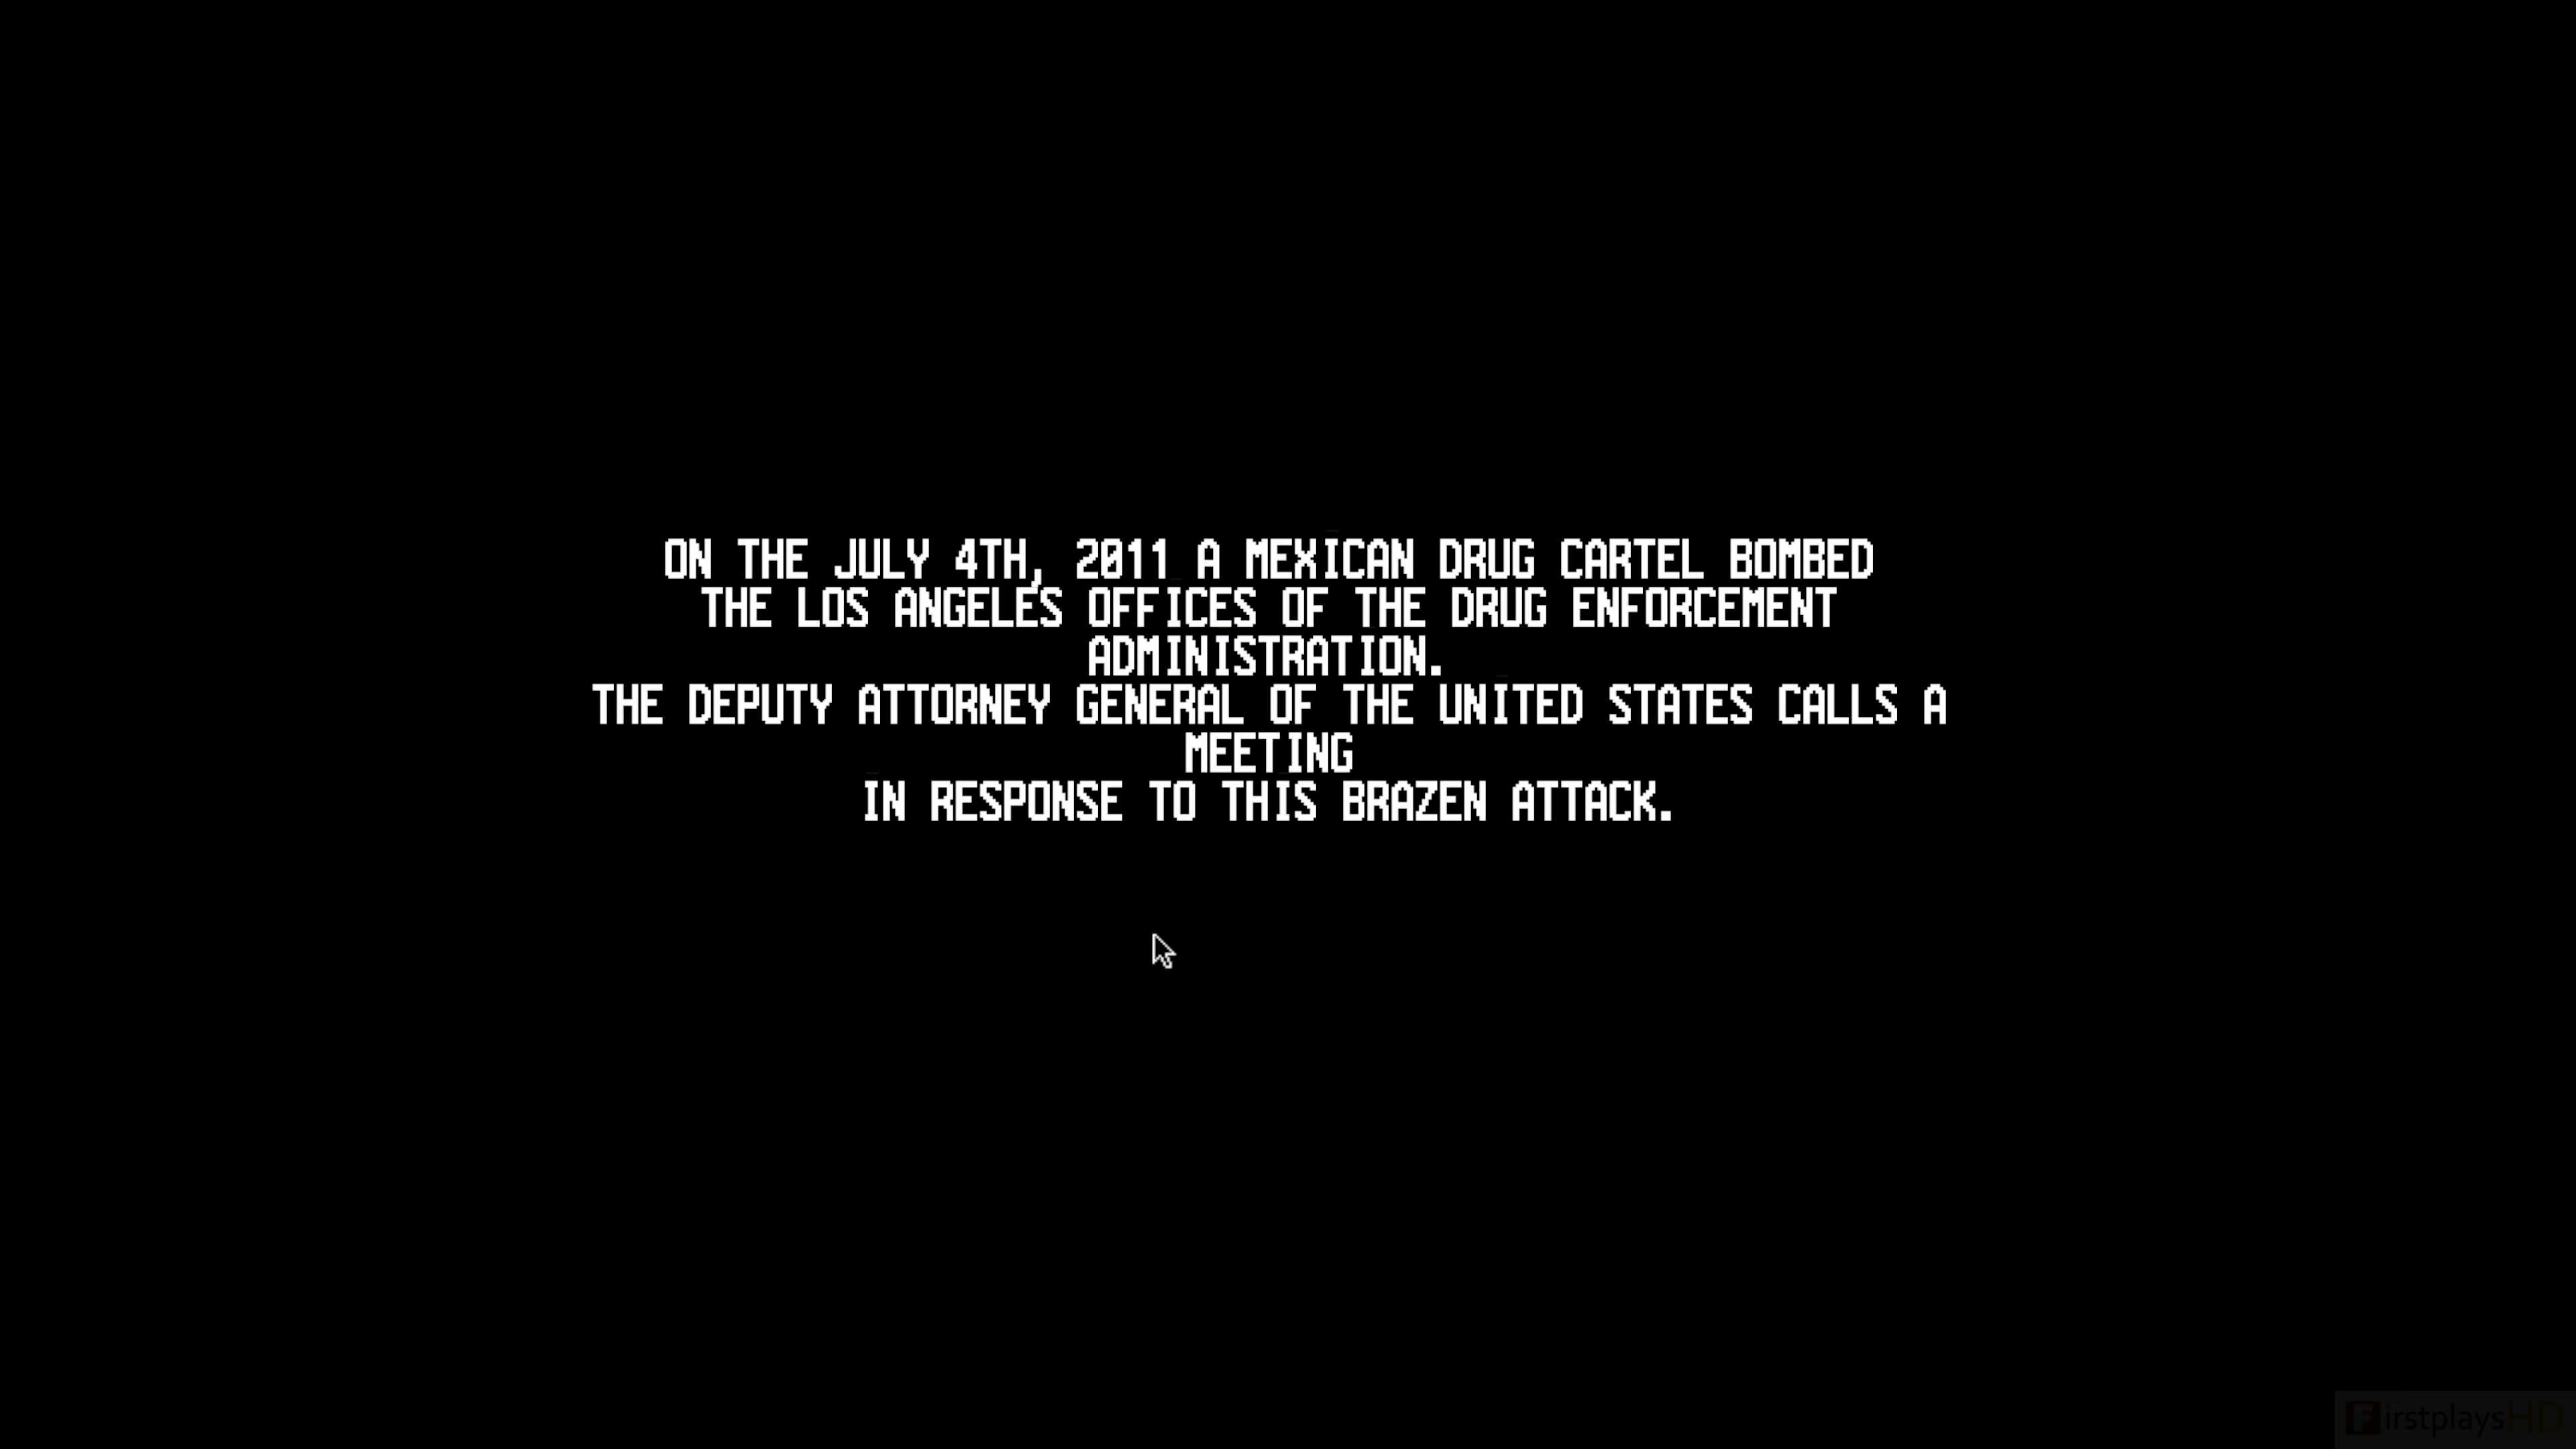 ON THE JULY 4TH, 2011 A MEXICAN DRUG CARTEL BOMBED
THE LOS ANGELES OFFICES OF THE DRUG ENFORCEMENT
ADMINISTRATION.
THE DEPUTY ATTORNEY GENERAL OF THE UNITED STATES CALLS A
MEETING
IN RESPONSE TO THIS BRAZEN ATTACK.
FirstplaysHD